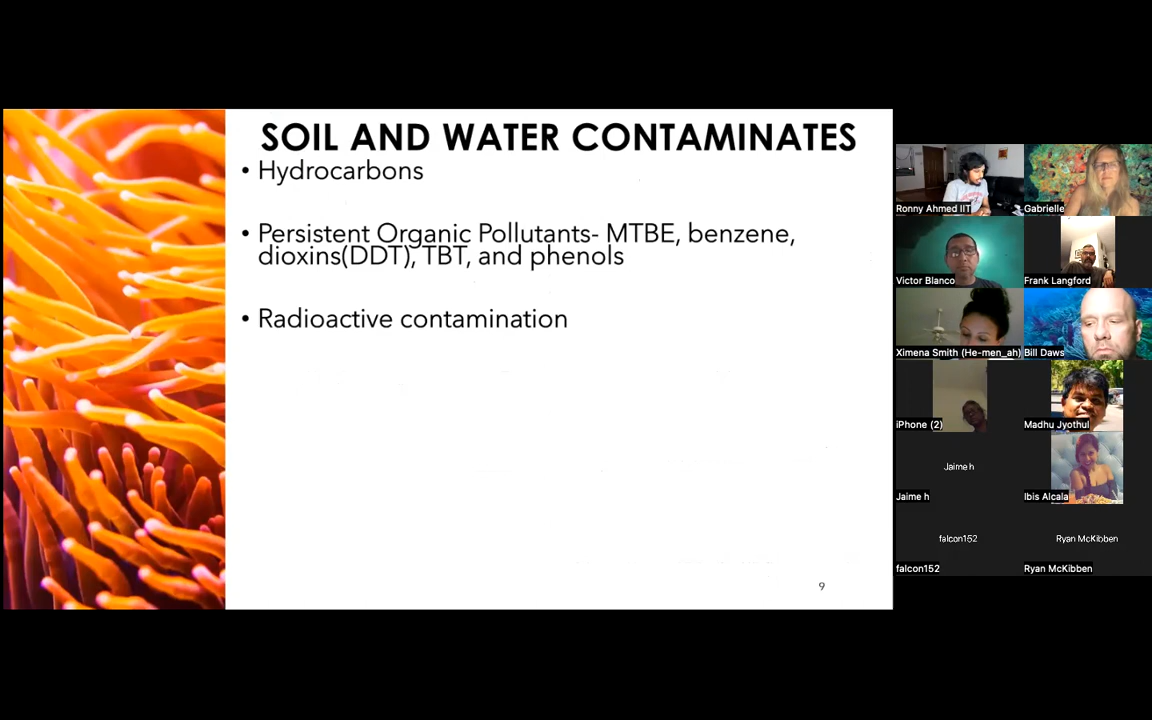 SOIL AND WATER CONTAMINATES
• Hydrocarbons
• Persistent Organic Pollutants- MTBE, benzene,
dioxins(DDT), TBT, and phenols
• Radioactive contamination
9
Ronny Ahmed IIT
Gabrielle
Victor Blanco
Frank Langford
Ximena Smith (He-men_ah)
Bill Daws
iPhone (2)
Madhu Jyothul
Jaime h
Jaime h
Ibis Alcala
falcon152
Ryan McKibben
falcon152
Ryan McKibben